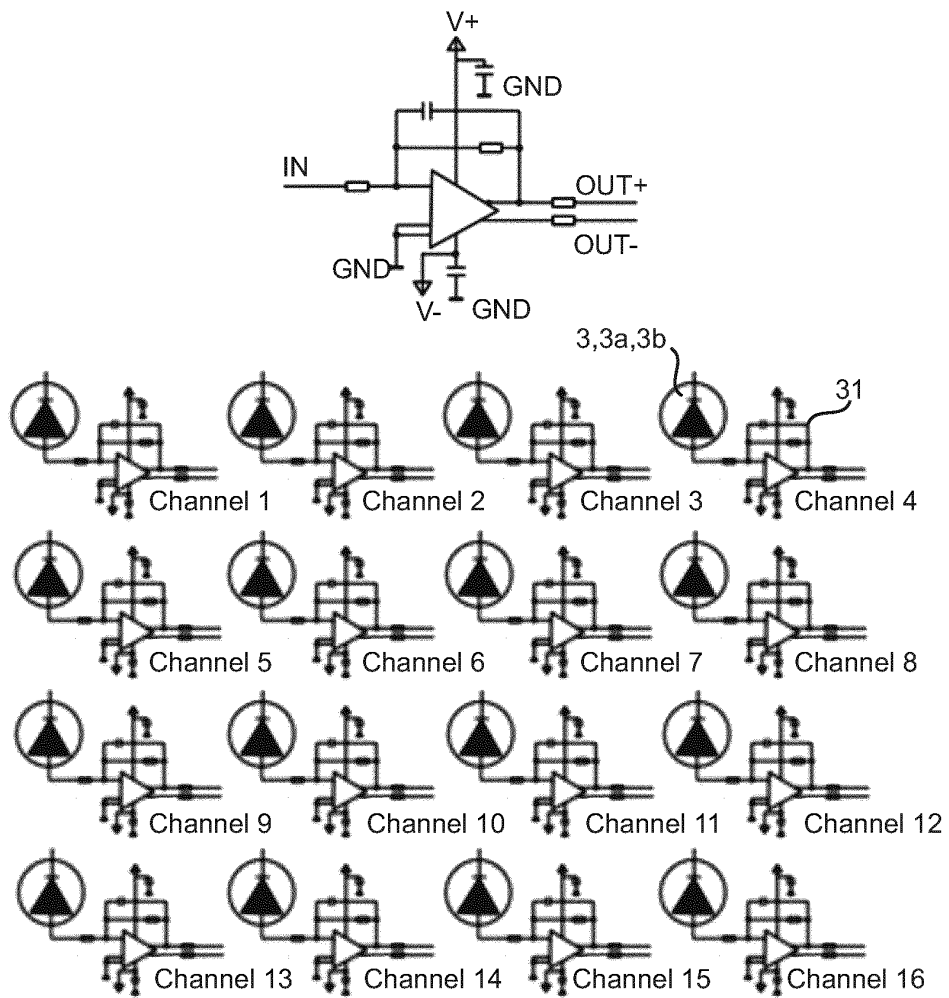 V+
GND
IN
OUT+
OUT-
GND
V-
GND
3,3a,3b
31
Channel 1
Channel 2
Channel 3
Channel 4
Channel 5
Channel 6
Channel 7
Channel 8
Channel 9
Channel 10
Channel 11
Channel 12
Channel 13
Channel 14
Channel 15
Channel 16